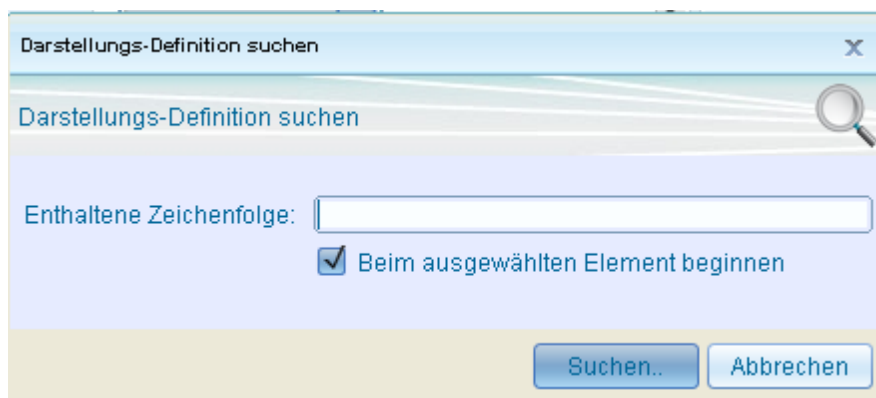 Darstellungs-Definition suchen
Darstellungs-Definition suchen
Enthaltene Zeichenfolge:
Beim ausgewählten Element beginnen
Suchen.. Abbrechen